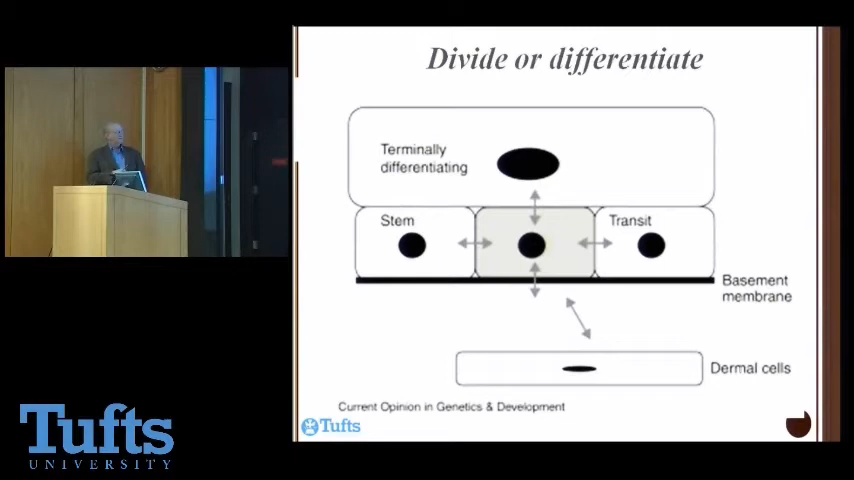 Divide or differentiate
Terminally
differentiating
Stem
Transit
Basement
membrane
Dermal cells
Current Opinion in Genetics & Development
Tufts
Tufts
UNIVERSITY